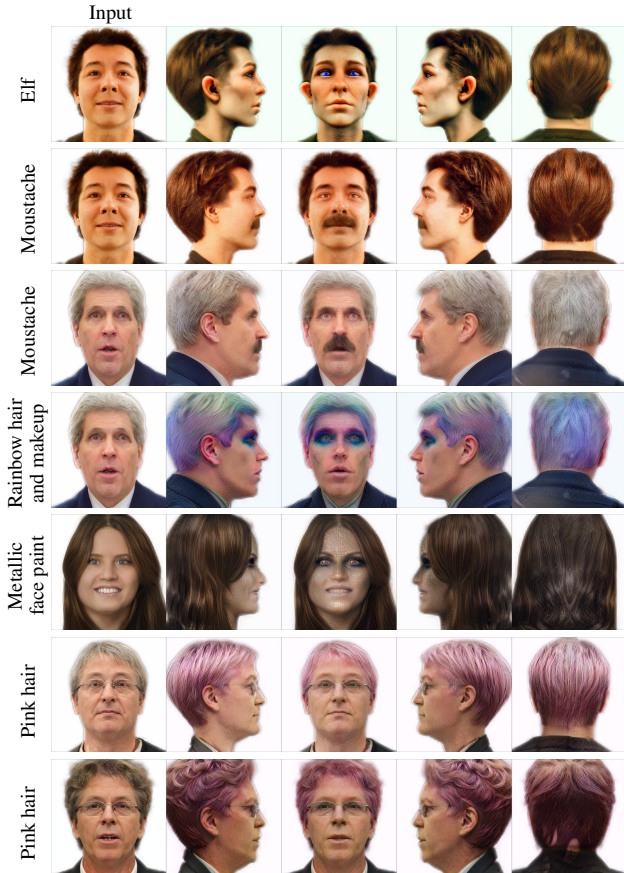 Input
Elf
Moustache
Moustache
Rainbow hair
and makeup
Metallic
face paint
Pink hair
Pink hair